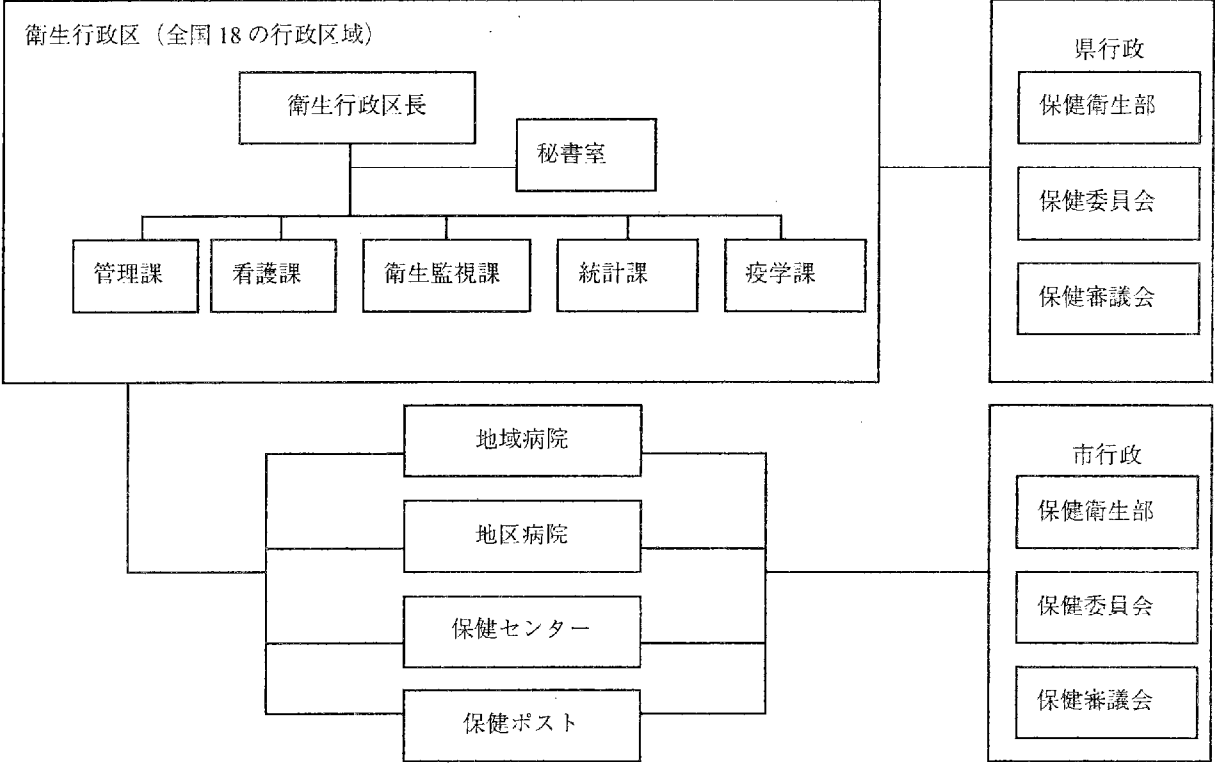 衛生行政区（全国18の行政区域）
衛生行政区長
秘書室
管理課
看護課
衛生監視課
統計課
疫学課
県行政
保健衛生部
保健委員会
保健審議会
地域病院
地区病院
保健センター
保健ポスト
市行政
保健衛生部
保健委員会
保健審議会